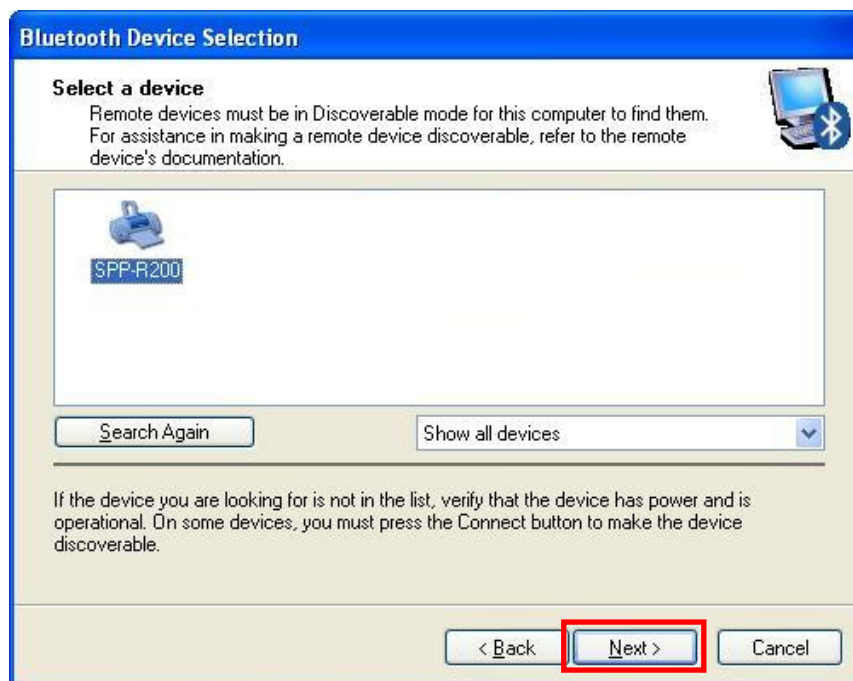 Bluetooth Device Selection
Select a device
Remote devices must be in Discoverable mode for this computer to find them.
For assistance in making a remote device discoverable, refer to the remote
device's documentation.
SPP-R200
Search Again
Show all devices
If the device you are looking for is not in the list, verify that the device has power and is
operational. On some devices, you must press the Connect button to make the device
discoverable.
< Back
Next >
Cancel